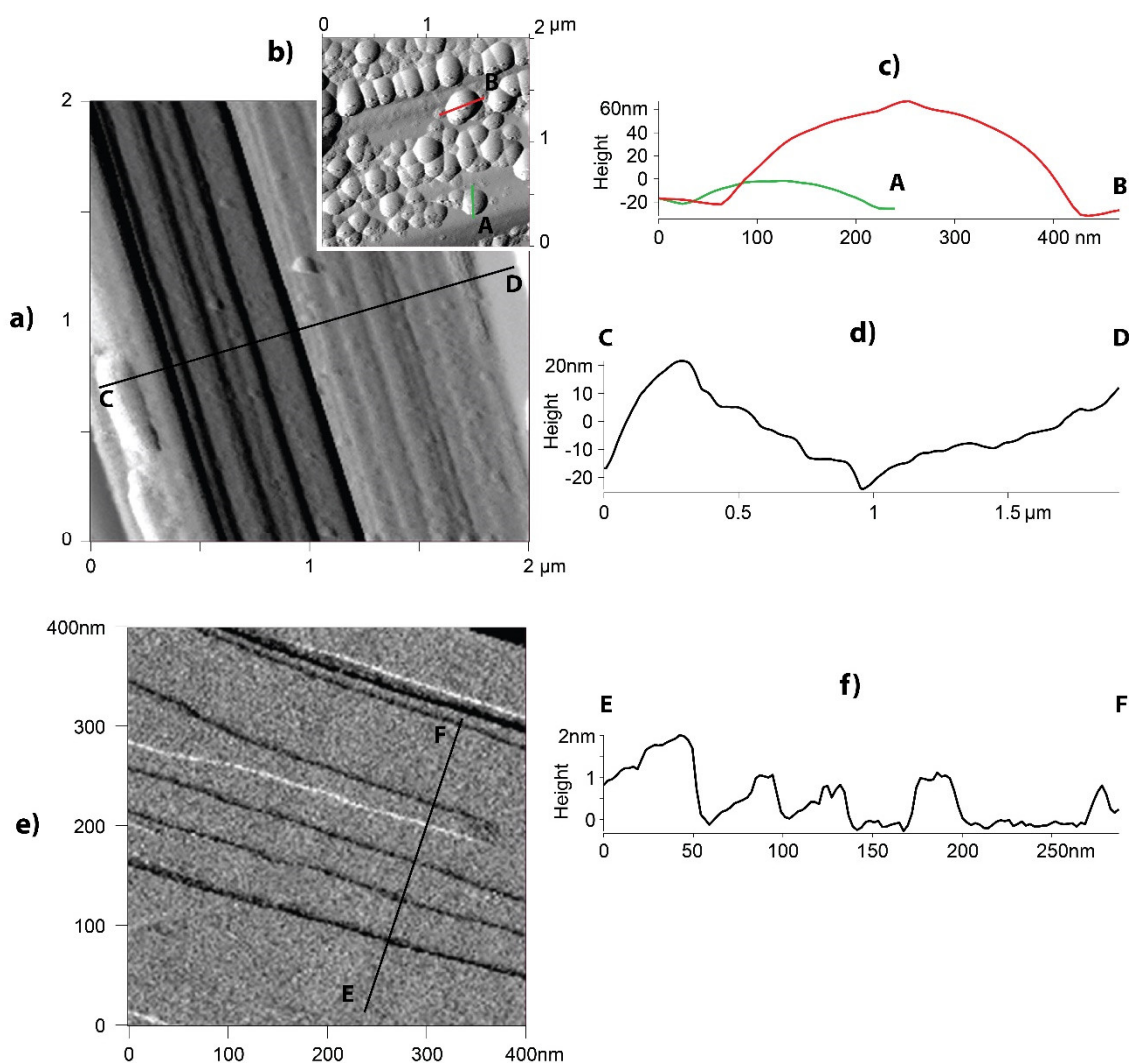 b)
0 1 2 µm
B
1
A
0
c)
60nm
40
20
0
-20
Height
A
B
0 100 200 300 400 nm
a)
2
1
0
C
D
0 1 2 µm
C
d)
D
20nm
10
0
-10
-20
Height
0 0.5 1 1.5 µm
e)
400nm
300
200
100
0
F
E
0 100 200 300 400nm
E
f)
F
2nm
1
0
Height
0 50 100 150 200 250nm